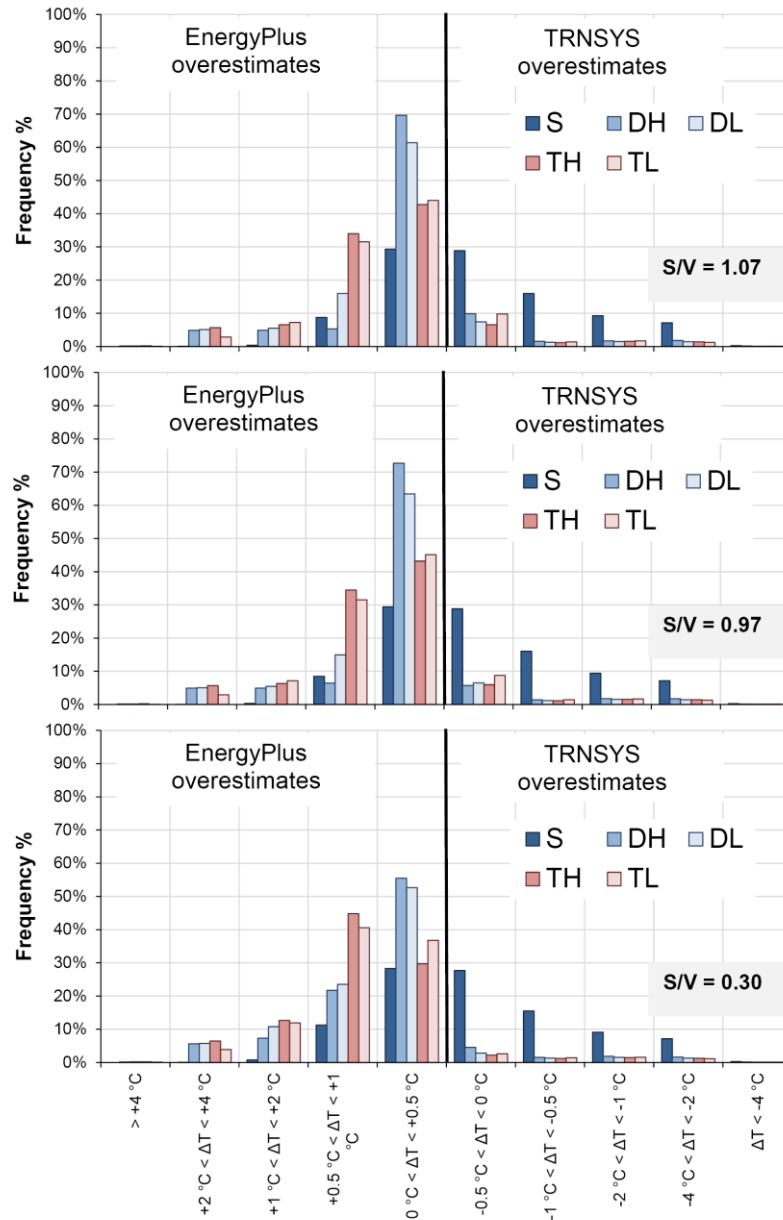 100%
90%
80%
70%
60%
50%
40%
30%
20%
10%
0%
Frequency %
EnergyPlus
overestimates
TRNSYS
overestimates
S DH DL
TH TL
S/V = 1.07
100%
90%
80%
70%
60%
50%
40%
30%
20%
10%
0%
Frequency %
EnergyPlus
overestimates
TRNSYS
overestimates
S DH DL
TH TL
S/V = 0.97
100%
90%
80%
70%
60%
50%
40%
30%
20%
10%
0%
Frequency %
EnergyPlus
overestimates
TRNSYS
overestimates
S DH DL
TH TL
S/V = 0.30
> +4 °C
+2 °C < ΔT < +4 °C
+1 °C < ΔT < +2 °C
+0.5 °C < ΔT < +1
°C
0 °C < ΔT < +0.5 °C
-0.5 °C < ΔT < 0 °C
-1 °C < ΔT < -0.5 °C
-2 °C < ΔT < -1 °C
-4 °C < ΔT < -2 °C
ΔT < -4 °C